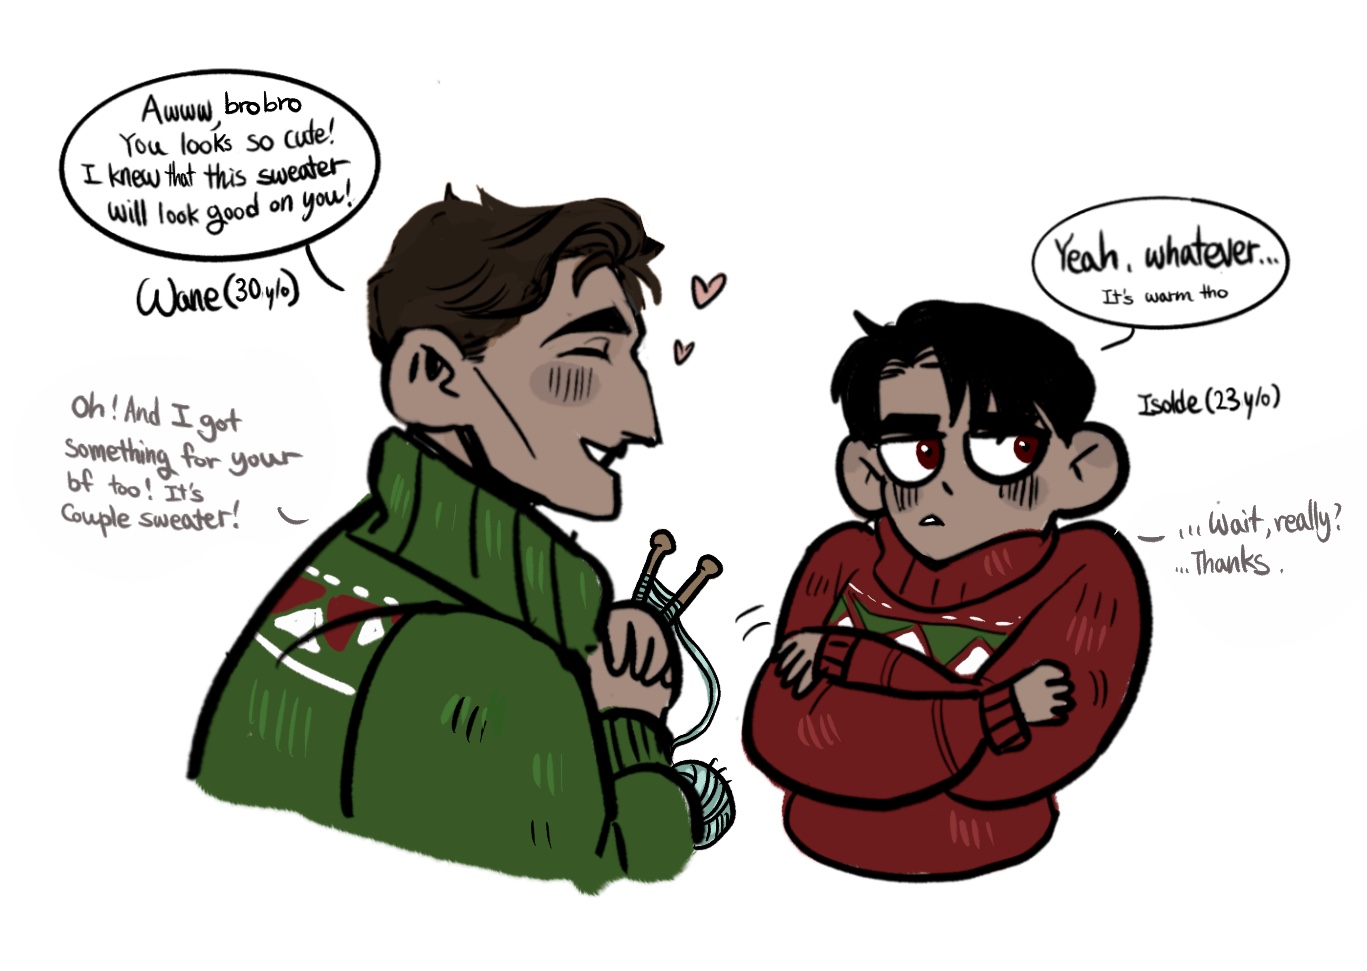 Awww, brobro
You looks so cute!
I knew that this sweater
will look good on you!
Wane (30 y/o)
Oh! And I got
something for your
bf too! It's
Couple sweater!
Yeah, whatever...
It's warm tho
Isolde (23 y/o)
... Wait, really?
... Thanks.